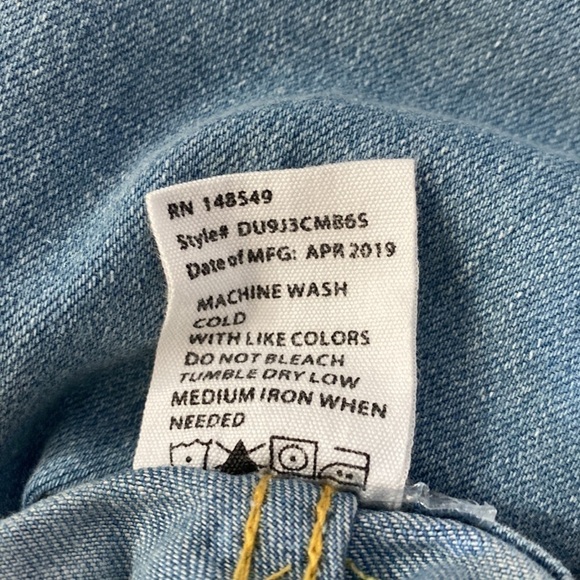 RN 148549
Style# DU9J3CMB6S
Date of MFG: APR 2019
MACHINE WASH
COLD
WITH LIKE COLORS
DO NOT BLEACH
TUMBLE DRY LOW
MEDIUM IRON WHEN
NEEDED